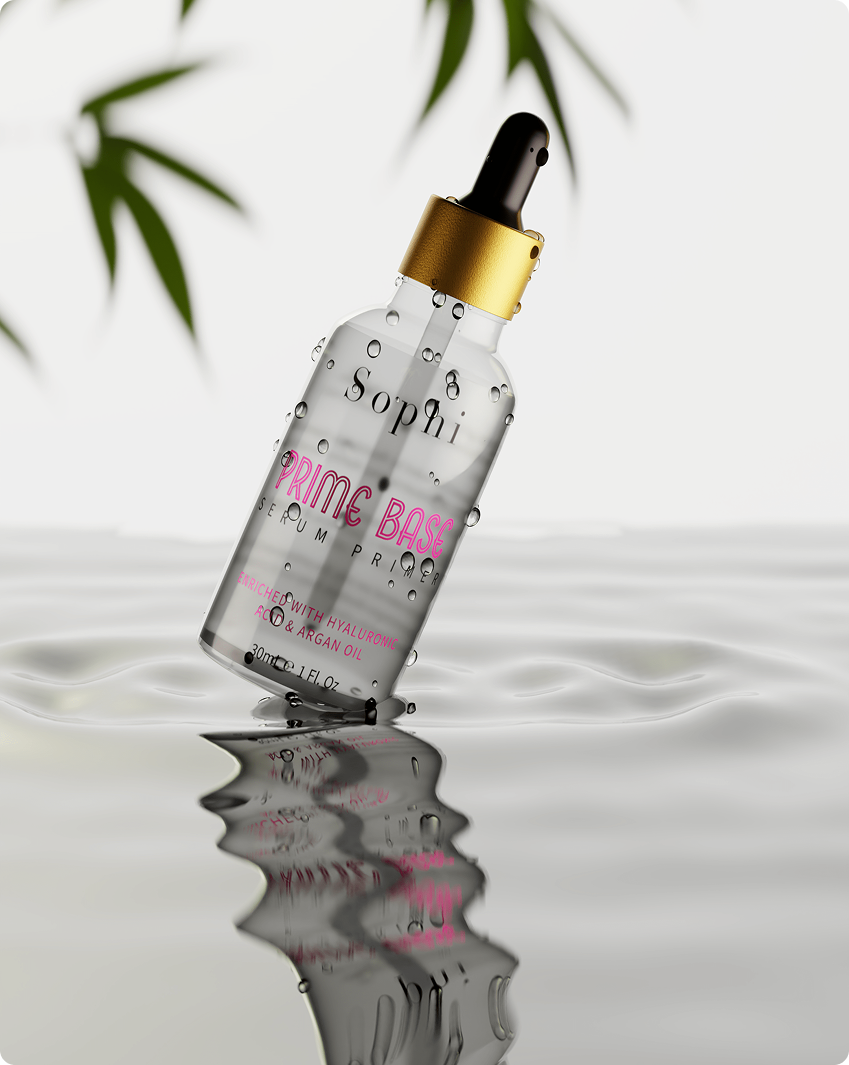 Sophi
PRIME BASE
SERUM PRIMER
ENRICHED WITH HYALURONIC
ACID & ARGAN OIL
30ml ℮ 1 Fl. Oz